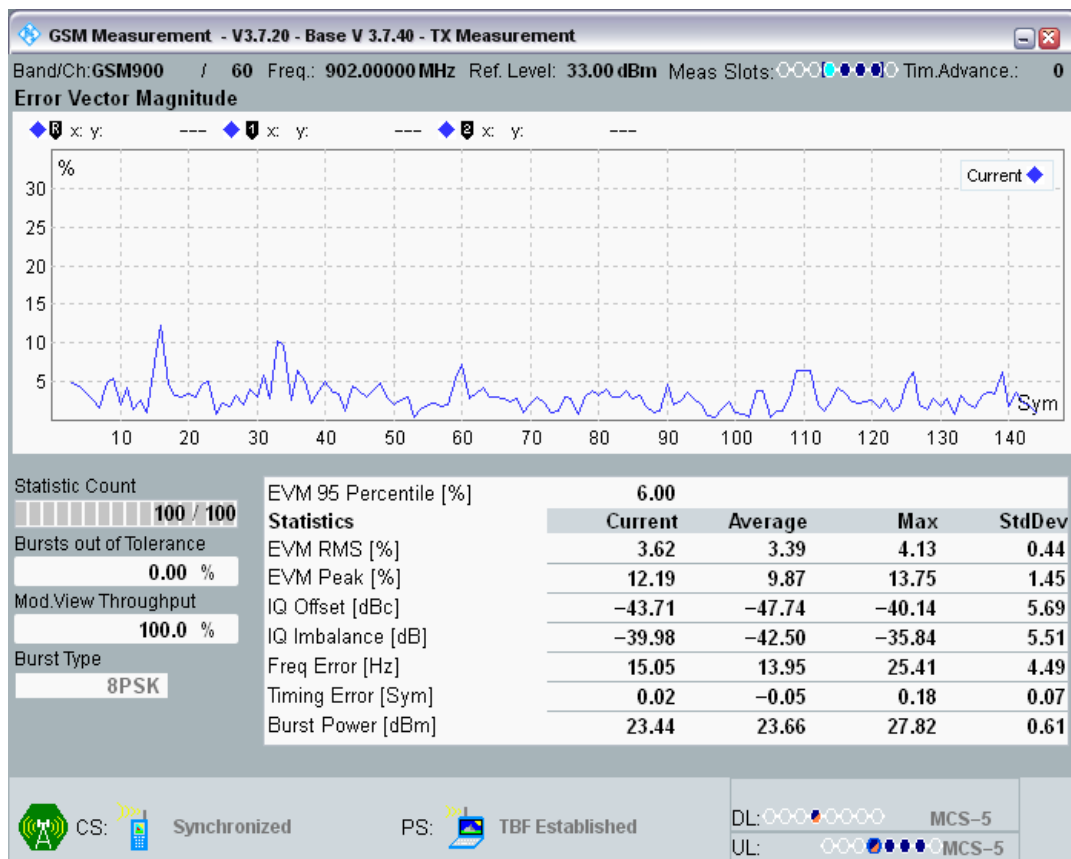 GSM Measurement - V3.7.20 - Base V 3.7.40 - TX Measurement
Band/Ch:GSM900 / 60 Freq.: 902.00000 MHz Ref. Level: 33.00 dBm Meas Slots: Tim.Advance.: 0
Error Vector Magnitude
R x: y: --- 1 x: y: --- 2 x: y: ---
%
Current
30
25
20
15
10
5
Sym
10 20 30 40 50 60 70 80 90 100 110 120 130 140
Statistic Count
100 / 100
Bursts out of Tolerance
0.00 %
Mod.View Throughput
100.0 %
Burst Type
8PSK
EVM 95 Percentile [%] 6.00
Statistics Current Average Max StdDev
EVM RMS [%] 3.62 3.39 4.13 0.44
EVM Peak [%] 12.19 9.87 13.75 1.45
IQ Offset [dBc] −43.71 −47.74 −40.14 5.69
IQ Imbalance [dB] −39.98 −42.50 −35.84 5.51
Freq Error [Hz] 15.05 13.95 25.41 4.49
Timing Error [Sym] 0.02 −0.05 0.18 0.07
Burst Power [dBm] 23.44 23.66 27.82 0.61
CS: Synchronized PS: TBF Established
DL: MCS−5
UL: MCS−5